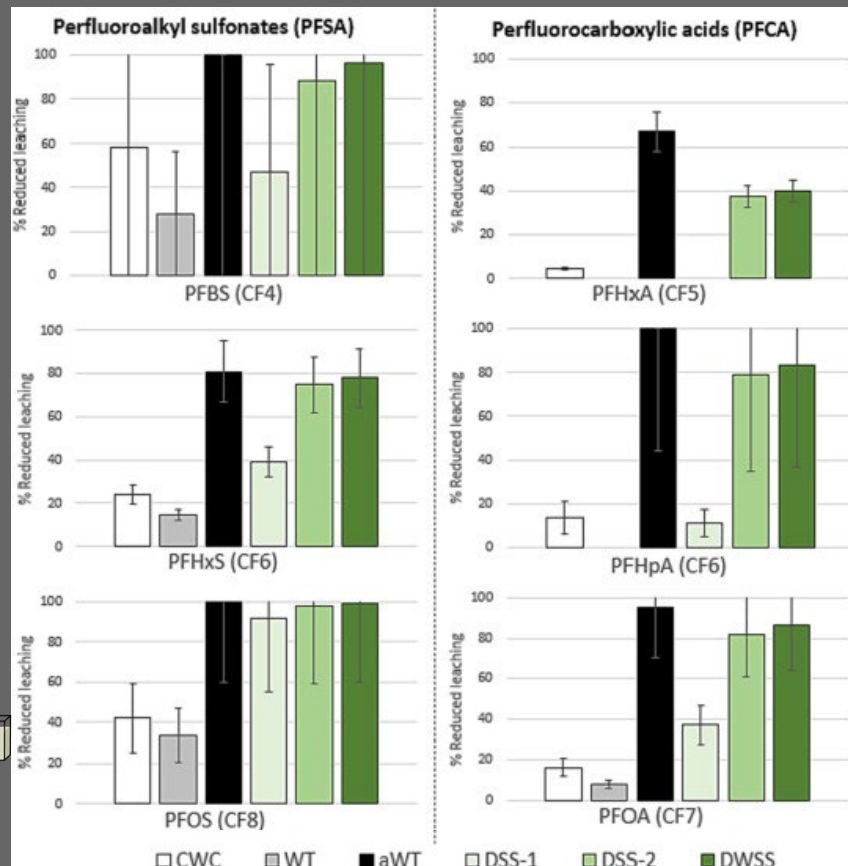 Perfluoroalkyl sulfonates (PFSA)
% Reduced leaching
100
80
60
40
20
0
PFBS (CF4)
% Reduced leaching
100
80
60
40
20
0
PFHxS (CF6)
% Reduced leaching
100
80
60
40
20
0
PFOS (CF8)
Perfluorocarboxylic acids (PFCA)
% Reduced leaching
100
80
60
40
20
0
PFHxA (CF5)
% Reduced leaching
100
80
60
40
20
0
PFHpA (CF6)
% Reduced leaching
100
80
60
40
20
0
PFOA (CF7)
CWC WT aWT DSS-1 DSS-2 DWSS